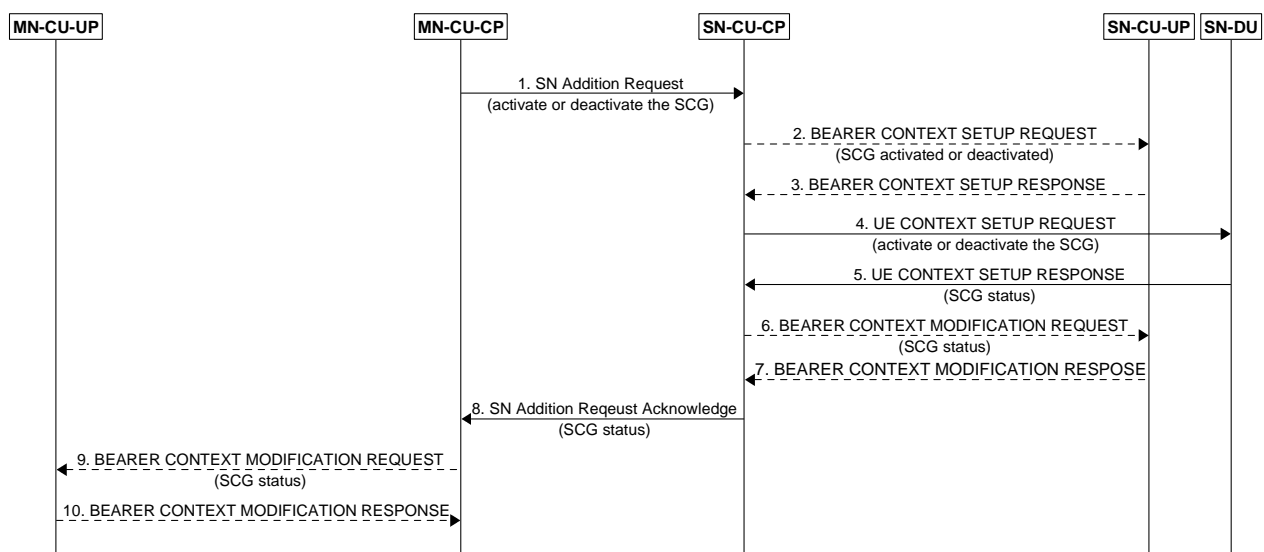 MN-CU-UP MN-CU-CP SN-CU-CP SN-CU-UP SN-DU
1. SN Addition Request
(activate or deactivate the SCG)
2. BEARER CONTEXT SETUP REQUEST
(SCG activated or deactivated)
3. BEARER CONTEXT SETUP RESPONSE
4. UE CONTEXT SETUP REQUEST
(activate or deactivate the SCG)
5. UE CONTEXT SETUP RESPONSE
(SCG status)
6. BEARER CONTEXT MODIFICATION REQUEST
(SCG status)
7. BEARER CONTEXT MODIFICATION RESPOSE
8. SN Addition Reqeust Acknowledge
(SCG status)
9. BEARER CONTEXT MODIFICATION REQUEST
(SCG status)
10. BEARER CONTEXT MODIFICATION RESPONSE